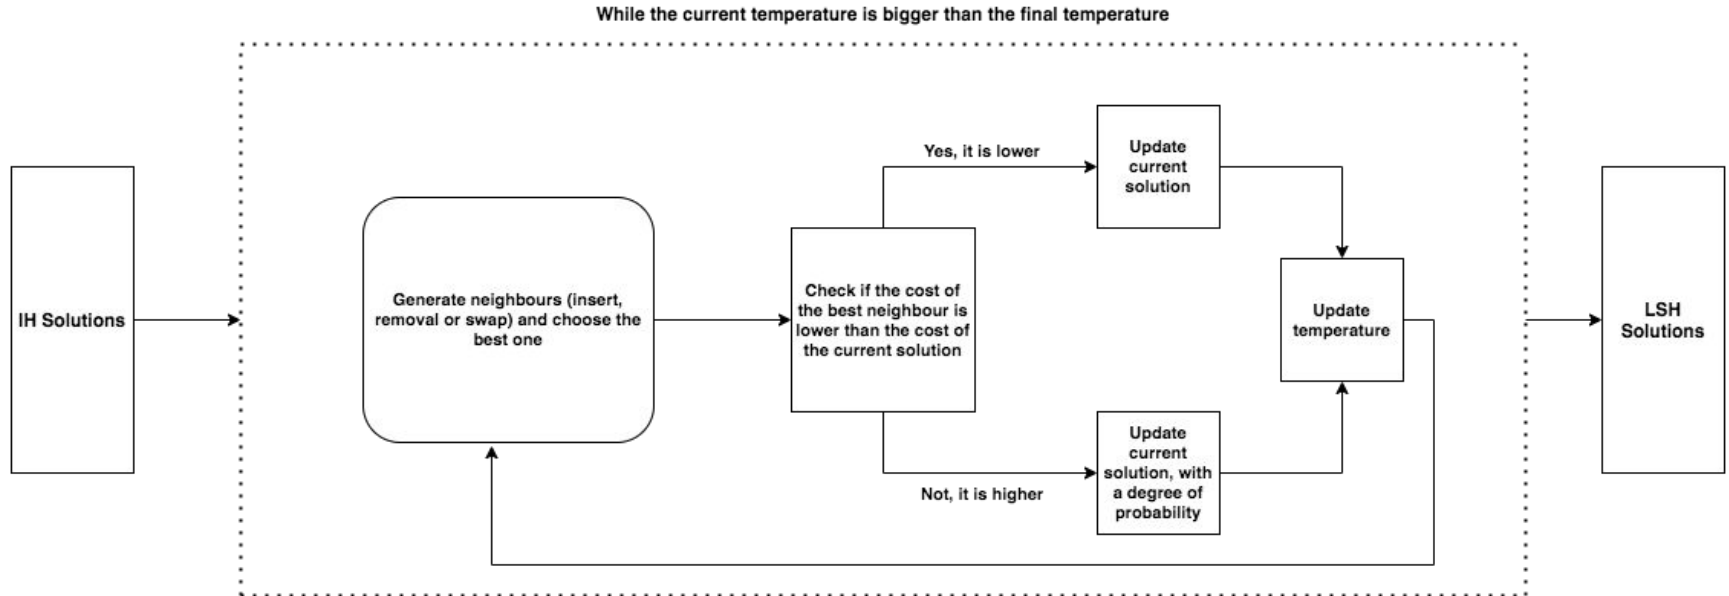 While the current temperature is bigger than the final temperature
IH Solutions
Generate neighbours (insert,
removal or swap) and choose the
best one
Check if the cost of
the best neighbour is
lower than the cost of
the current solution
Yes, it is lower
Update
current
solution
Not, it is higher
Update
current
solution, with
a degree of
probability
Update
temperature
LSH
Solutions